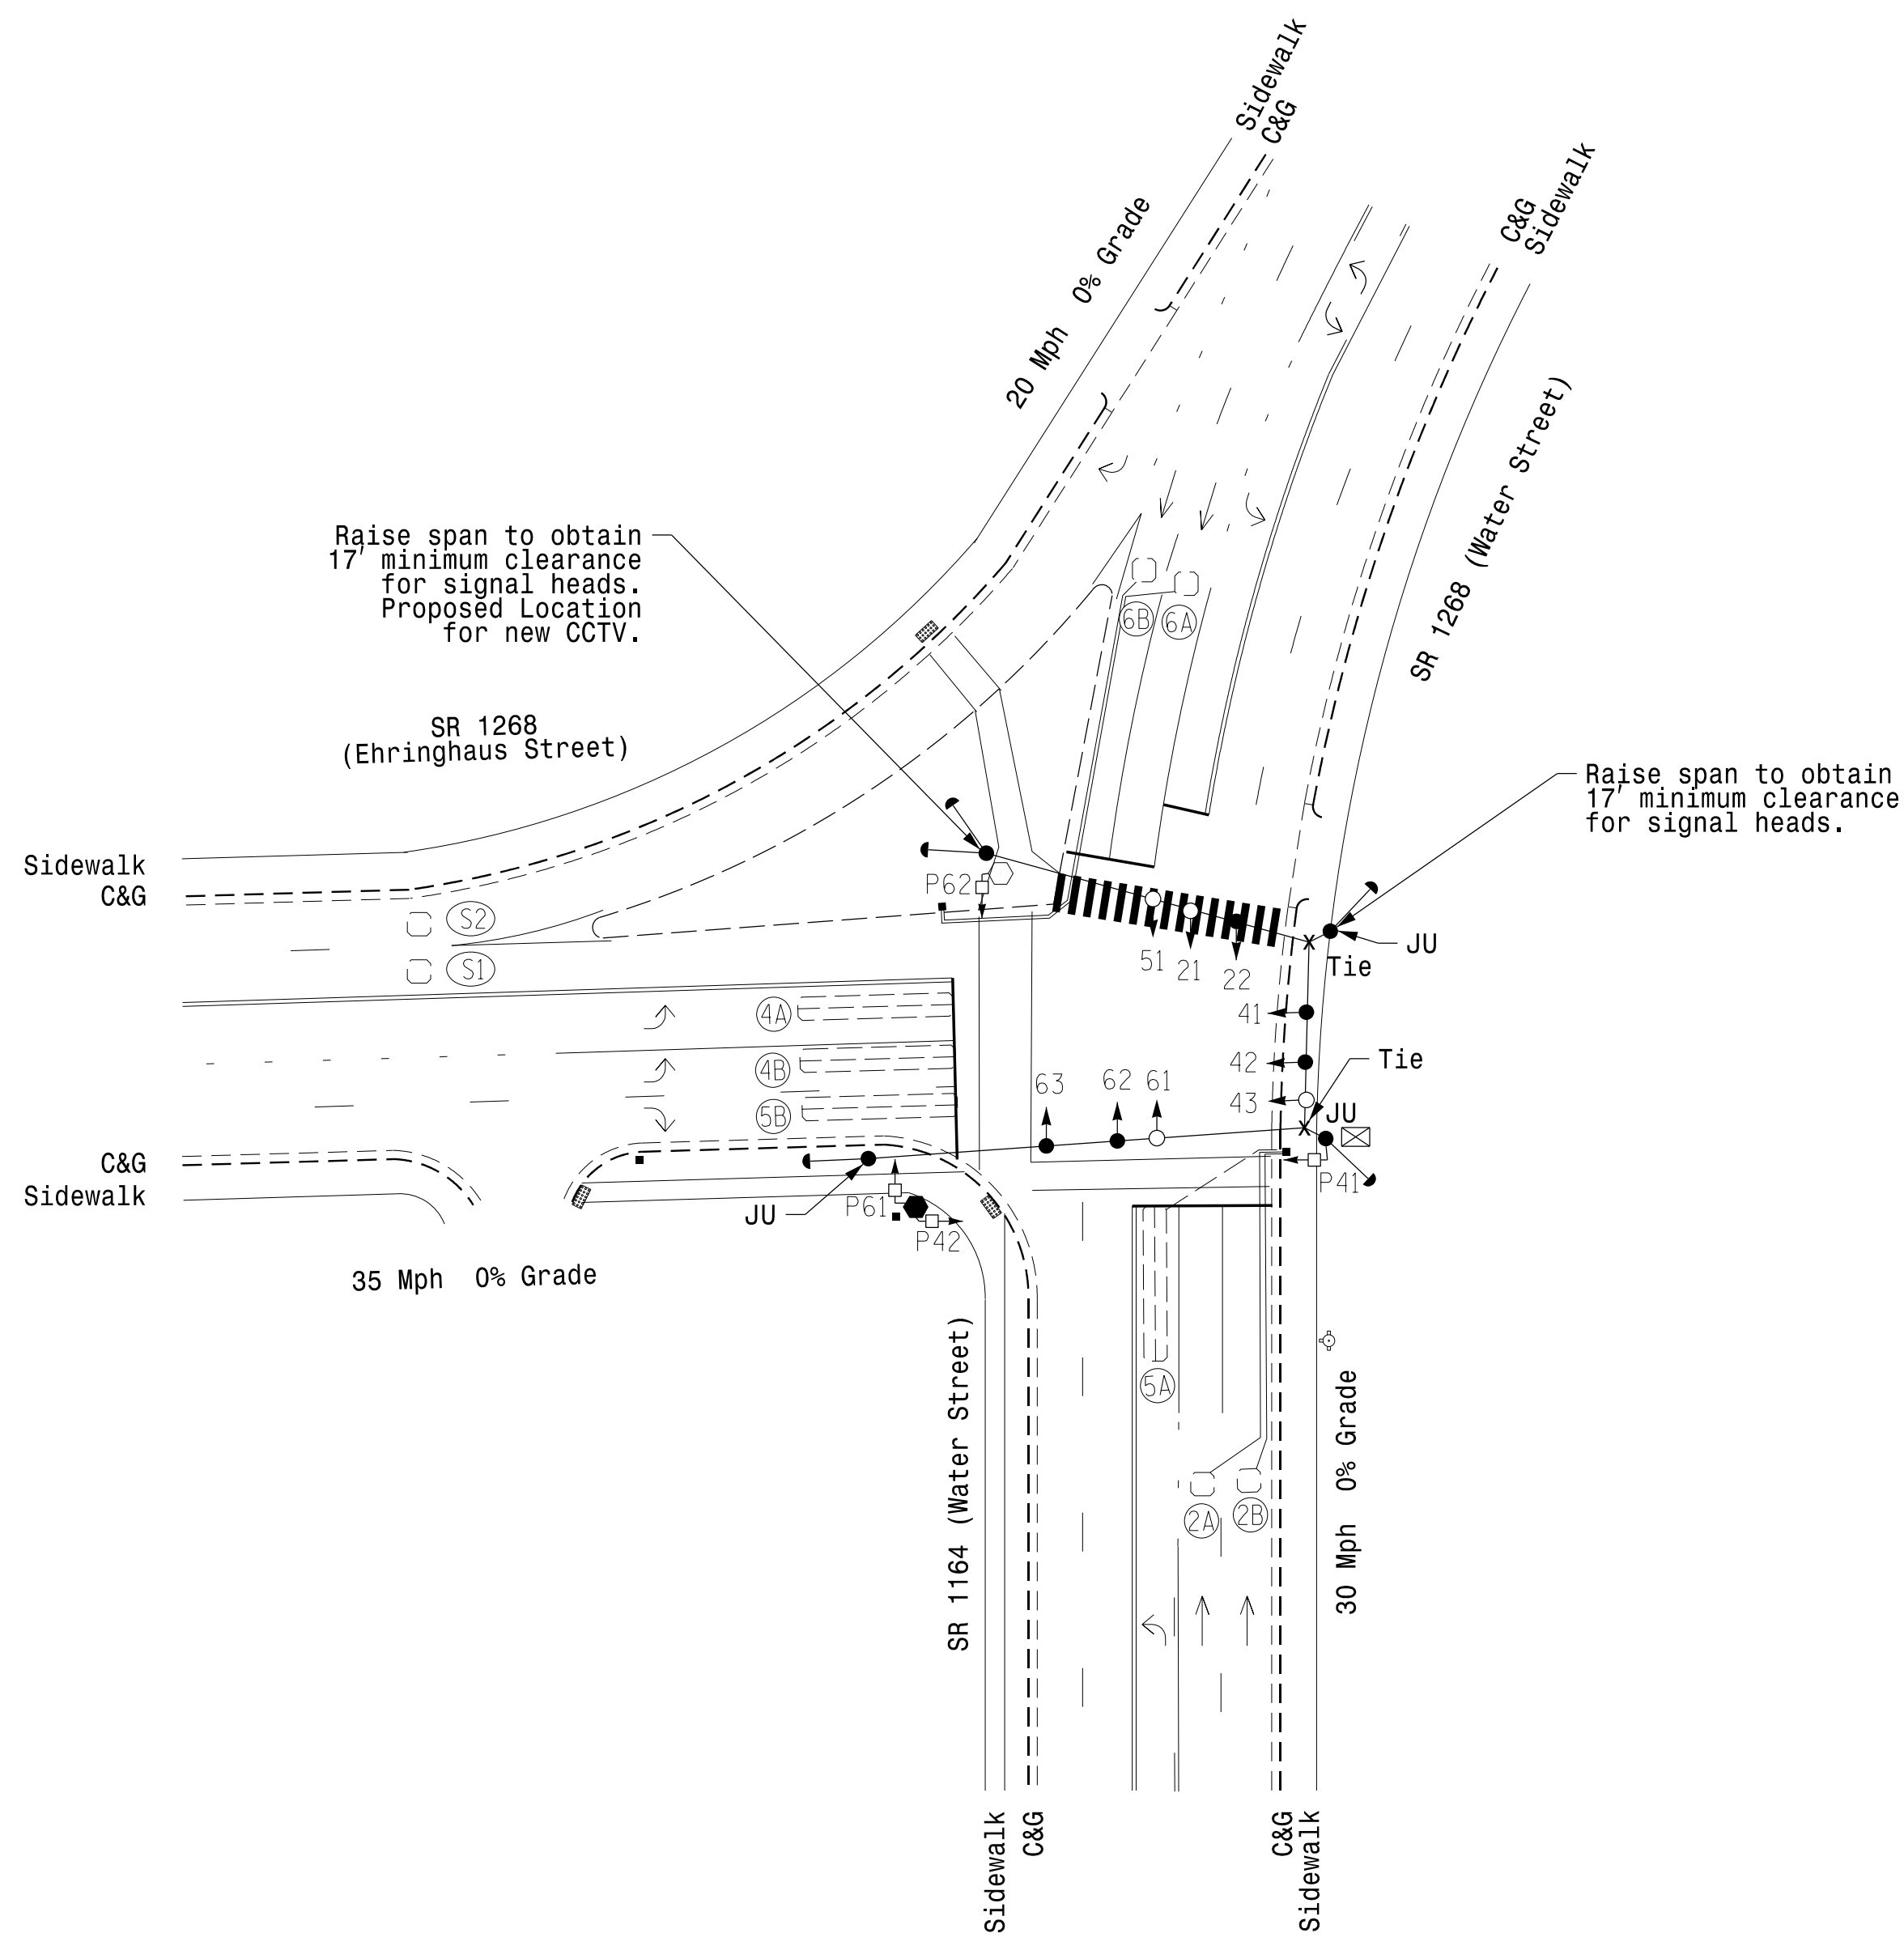 Sidewalk
C&G
C&G
Sidewalk
20 Mph 0% Grade
SR 1268 (Water Street)
Raise span to obtain
17' minimum clearance
for signal heads.
Proposed Location
for new CCTV.
6B
6A
SR 1268
(Ehringhaus Street)
Raise span to obtain
17' minimum clearance
for signal heads.
Sidewalk
C&G
S2
S1
P62
51
21
22
JU
Tie
4A
4B
5B
41
42
43
Tie
JU
63
62
61
C&G
Sidewalk
JU
P61
P42
P41
35 Mph 0% Grade
SR 1164 (Water Street)
5A
2A
2B
30 Mph 0% Grade
Sidewalk
C&G
C&G
Sidewalk